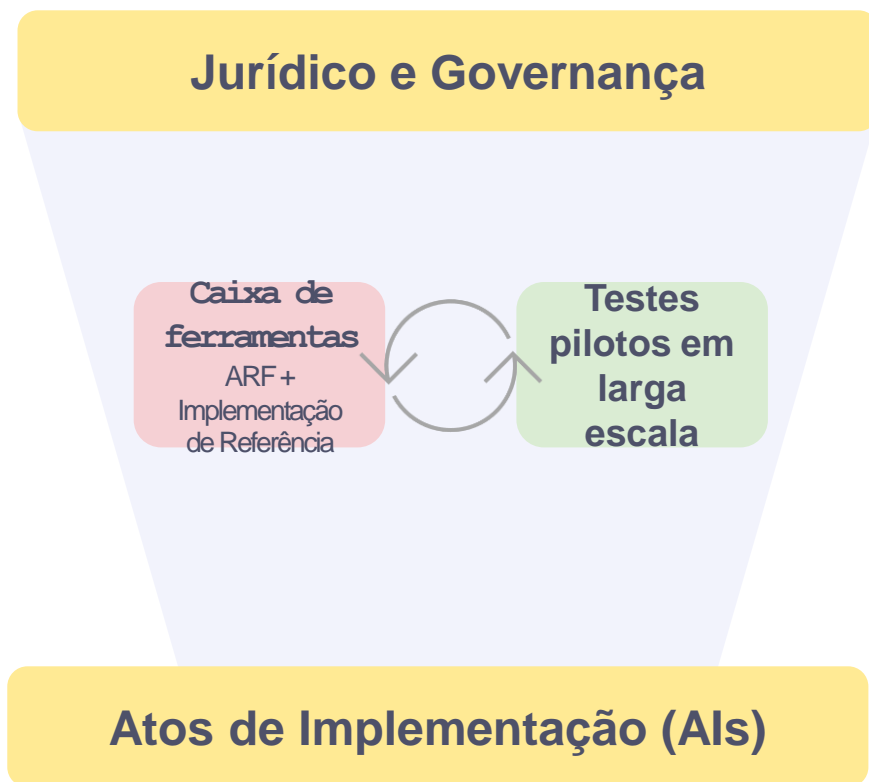 Jurídico e Governança
Caixa de
ferramentas
ARF +
Implementação
de Referência
Testes
pilotos em
larga
escala
Atos de Implementação (AIs)